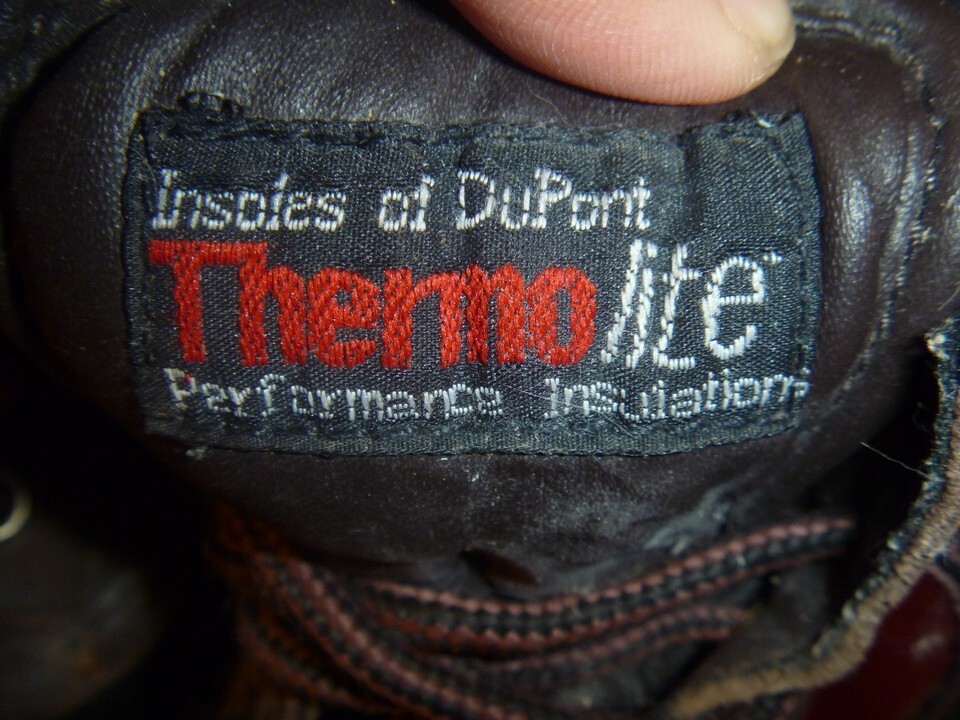 Insoles of DuPont
Thermolite
Performance Insulation